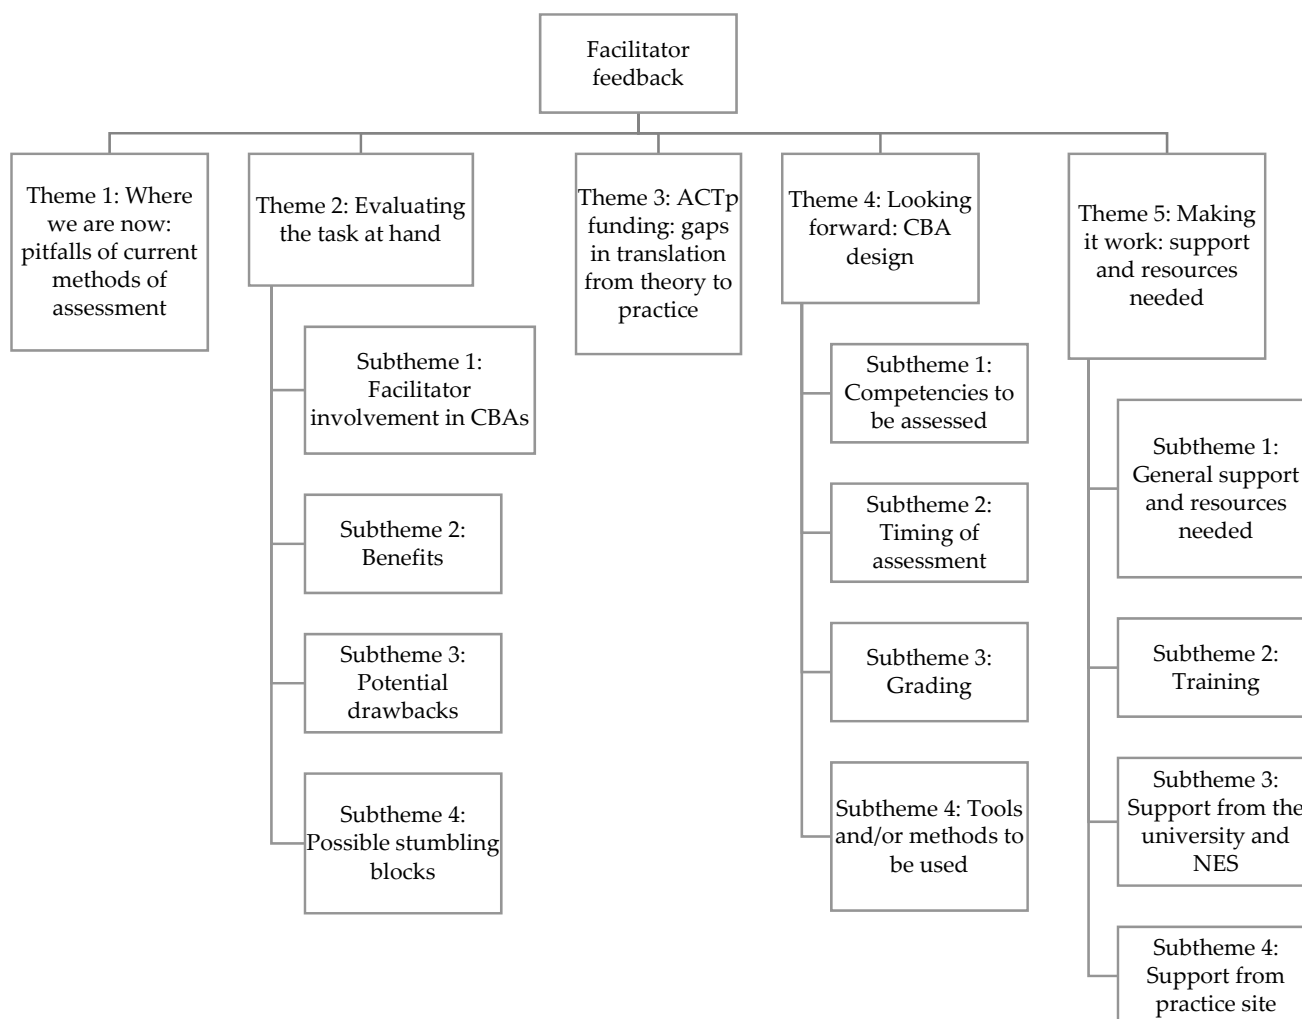 Facilitator
feedback
Theme 1: Where
we are now:
pitfalls of current
methods of
assessment
Theme 2: Evaluating
the task at hand
Subtheme 1:
Facilitator
involvement in CBAs
Subtheme 2:
Benefits
Subtheme 3:
Potential
drawbacks
Subtheme 4:
Possible stumbling
blocks
Theme 3: ACTp
funding: gaps
in translation
from theory to
practice
Theme 4: Looking
forward: CBA
design
Subtheme 1:
Competencies to
be assessed
Subtheme 2:
Timing of
assessment
Subtheme 3:
Grading
Subtheme 4: Tools
and/or methods to
be used
Theme 5: Making
it work: support
and resources
needed
Subtheme 1:
General support
and resources
needed
Subtheme 2:
Training
Subtheme 3:
Support from the
university and
NES
Subtheme 4:
Support from
practice site